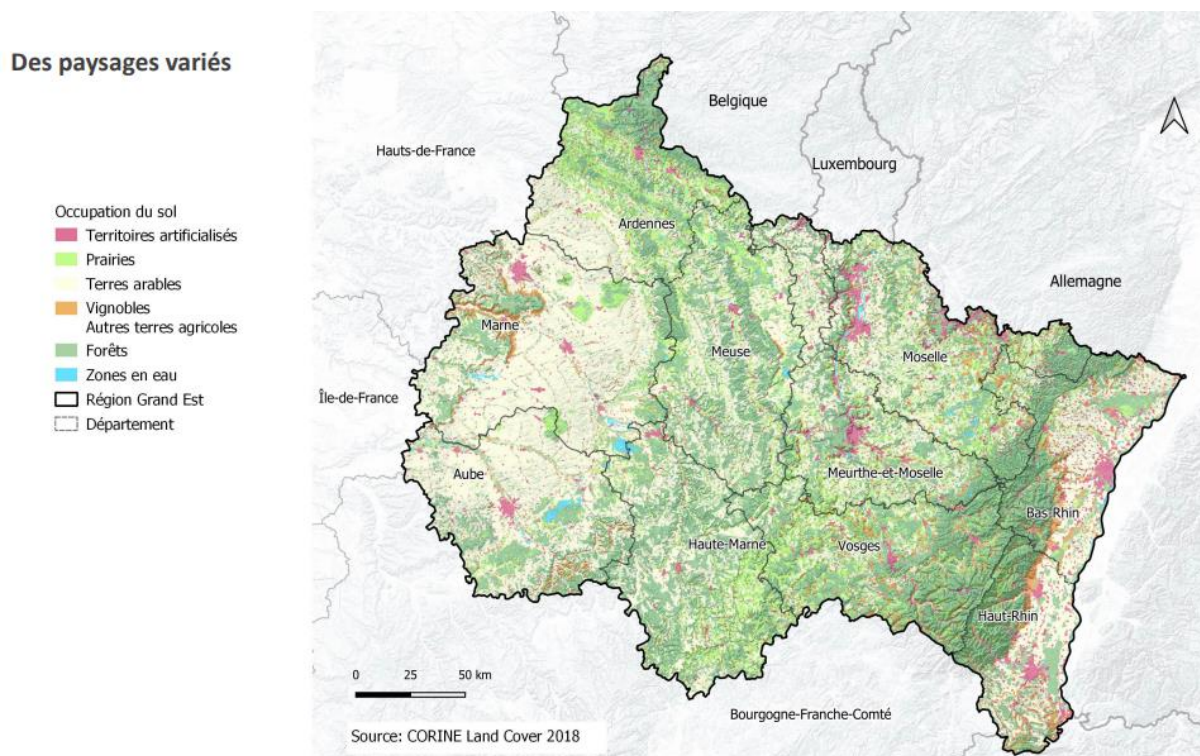 Des paysages variés
Occupation du sol
Territoires artificialisés
Prairies
Terres arables
Vignobles
Autres terres agricoles
Forêts
Zones en eau
Région Grand Est
Département
Belgique
Hauts-de-France
Luxembourg
Ardennes
Allemagne
Marne
Meuse
Moselle
Île-de-France
Aube
Meurthe-et-Moselle
Bas-Rhin
Haute-Marne
Vosges
Haut-Rhin
0 25 50 km
Bourgogne-Franche-Comté
Source: CORINE Land Cover 2018